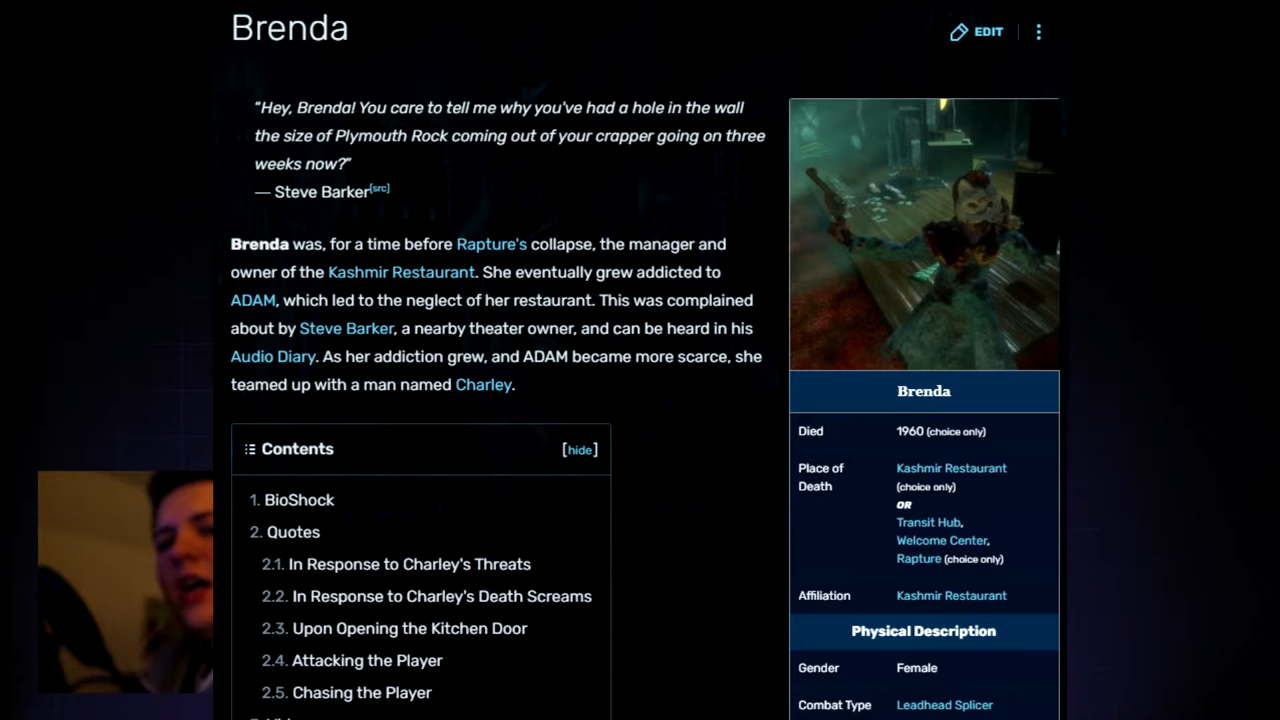 Brenda
EDIT
“Hey, Brenda! You care to tell me why you've had a hole in the wall
the size of Plymouth Rock coming out of your crapper going on three
weeks now?”
— Steve Barker[src]
Brenda was, for a time before Rapture's collapse, the manager and
owner of the Kashmir Restaurant. She eventually grew addicted to
ADAM, which led to the neglect of her restaurant. This was complained
about by Steve Barker, a nearby theater owner, and can be heard in his
Audio Diary. As her addiction grew, and ADAM became more scarce, she
teamed up with a man named Charley.
Contents [hide]
1. BioShock
2. Quotes
2.1. In Response to Charley's Threats
2.2. In Response to Charley's Death Screams
2.3. Upon Opening the Kitchen Door
2.4. Attacking the Player
2.5. Chasing the Player
Brenda
Died 1960 (choice only)
Place of Death Kashmir Restaurant
(choice only)
OR
Transit Hub,
Welcome Center,
Rapture (choice only)
Affiliation Kashmir Restaurant
Physical Description
Gender Female
Combat Type Leadhead Splicer